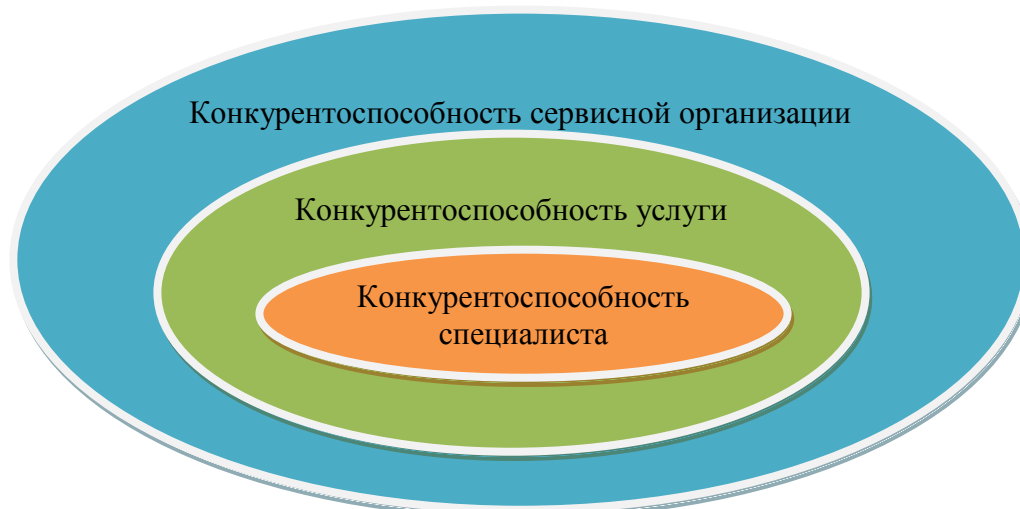 Конкурентоспособность сервисной организации
Конкурентоспособность услуги
Конкурентоспособность
специалиста